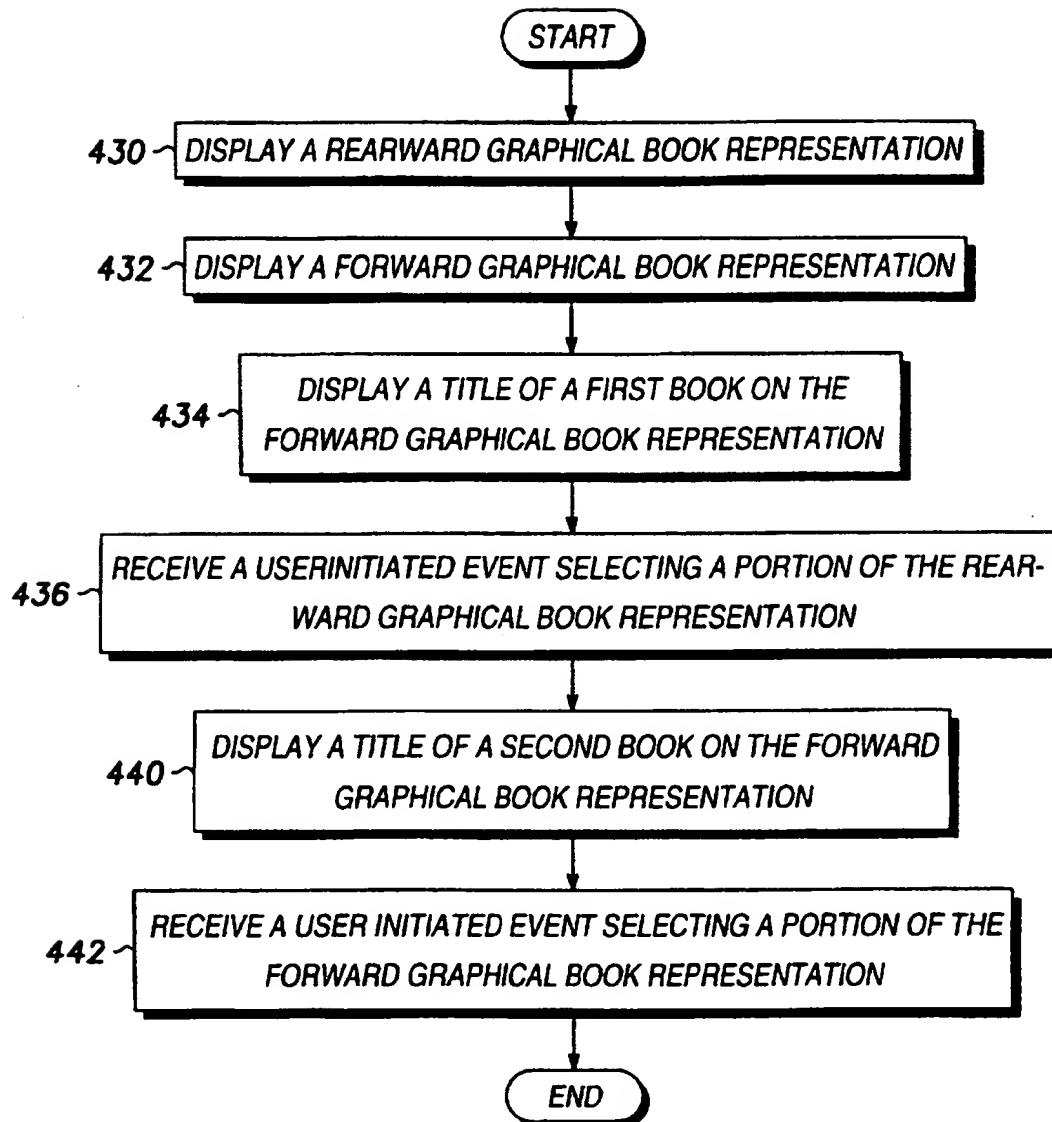 START
430
DISPLAY A REARWARD GRAPHICAL BOOK REPRESENTATION
432
DISPLAY A FORWARD GRAPHICAL BOOK REPRESENTATION
434
DISPLAY A TITLE OF A FIRST BOOK ON THE
FORWARD GRAPHICAL BOOK REPRESENTATION
436
RECEIVE A USERINITIATED EVENT SELECTING A PORTION OF THE REAR-
WARD GRAPHICAL BOOK REPRESENTATION
440
DISPLAY A TITLE OF A SECOND BOOK ON THE FORWARD
GRAPHICAL BOOK REPRESENTATION
442
RECEIVE A USER INITIATED EVENT SELECTING A PORTION OF THE
FORWARD GRAPHICAL BOOK REPRESENTATION
END